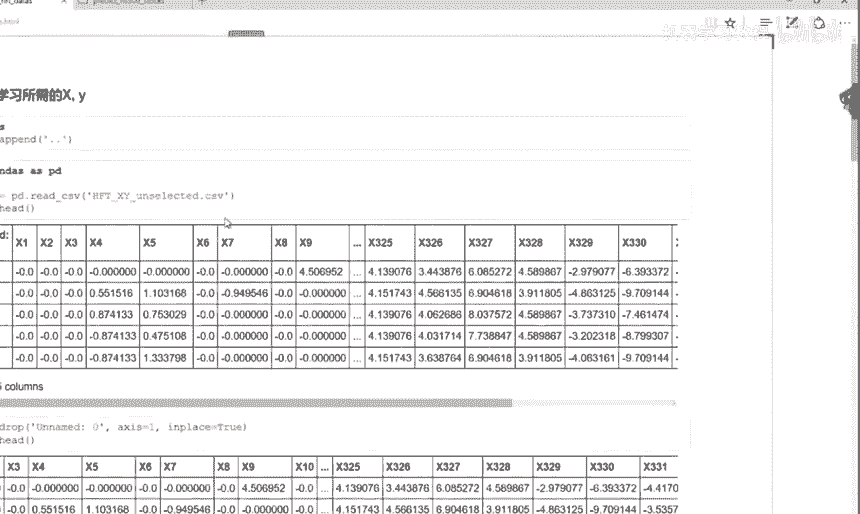 学习所需的X, y
s
append('..')
ndas as pd
= pd.read_csv('HFT_XY_unselected.csv')
head()
d: X1 X2 X3 X4 X5 X6 X7 X8 X9 ... X325 X326 X327 X328 X329 X330
-0.0 -0.0 -0.0 -0.000000 -0.000000 -0.0 -0.000000 -0.0 4.506952 ... 4.139076 3.443876 6.085272 4.589867 -2.979077 -6.393372 -
-0.0 -0.0 -0.0 0.551516 1.103168 -0.0 -0.949546 -0.0 -0.000000 ... 4.151743 4.566135 6.904618 3.911805 -4.863125 -9.709144 -
-0.0 -0.0 -0.0 0.874133 0.753029 -0.0 -0.000000 -0.0 -0.000000 ... 4.139076 4.062686 8.037572 4.589867 -3.737310 -7.461474 -
-0.0 -0.0 -0.0 -0.874133 0.475108 -0.0 -0.000000 -0.0 -0.000000 ... 4.139076 4.031714 7.738847 4.589867 -3.202318 -8.799307 -
-0.0 -0.0 -0.0 -0.874133 1.333798 -0.0 -0.000000 -0.0 -0.000000 ... 4.151743 3.638764 6.904618 3.911805 -4.063161 -9.709144 -
columns
drop('Unnamed: 0', axis=1, inplace=True)
head()
X3 X4 X5 X6 X7 X8 X9 X10 ... X325 X326 X327 X328 X329 X330 X331
-0.0 -0.000000 -0.000000 -0.0 -0.000000 -0.0 4.506952 -0.0 ... 4.139076 3.443876 6.085272 4.589867 -2.979077 -6.393372 -4.4170
-0.0 0.551516 1.103168 -0.0 -0.949546 -0.0 -0.000000 -0.0 ... 4.151743 4.566135 6.904618 3.911805 -4.863125 -9.709144 -3.5357